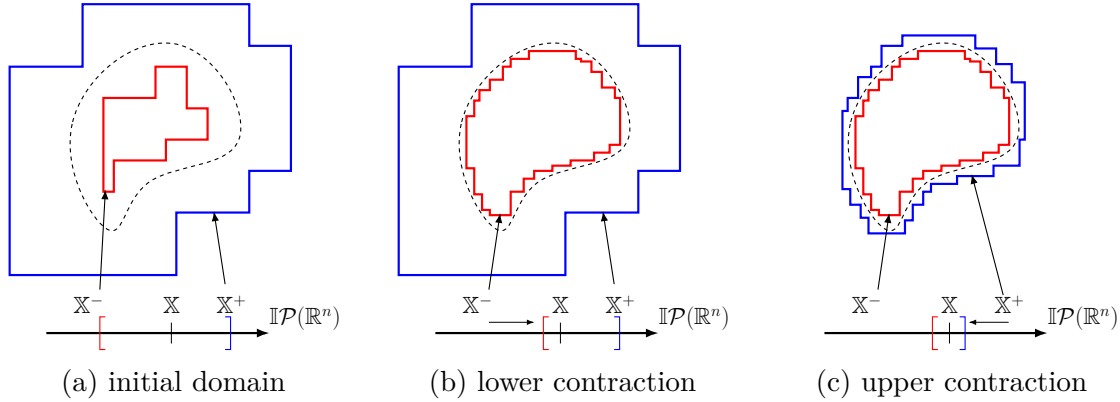 𝕏⁻ 𝕏 𝕏⁺ 𝕀𝒫(ℝⁿ)
(a) initial domain
𝕏⁻ 𝕏 𝕏⁺ 𝕀𝒫(ℝⁿ)
(b) lower contraction
𝕏⁻ 𝕏 𝕏⁺ 𝕀𝒫(ℝⁿ)
(c) upper contraction